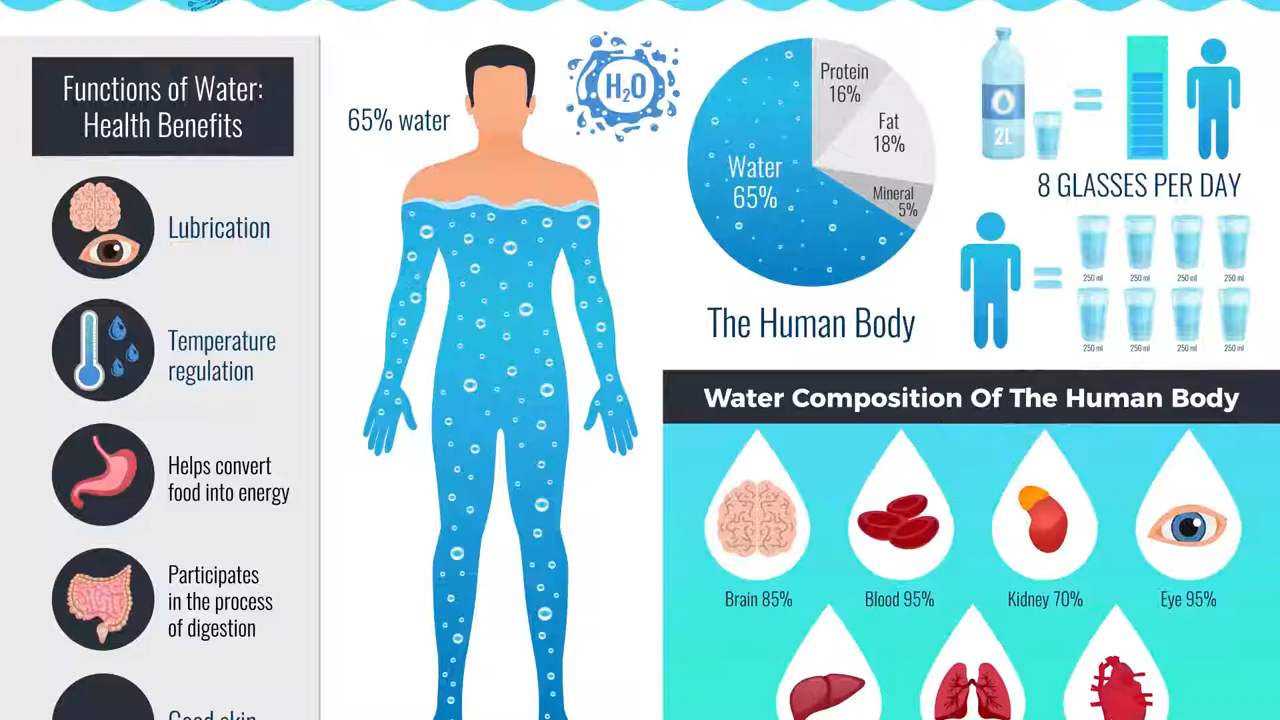 Functions of Water:
Health Benefits
Lubrication
Temperature
regulation
Helps convert
food into energy
Participates
in the process
of digestion
Good skin
65% water
H₂O
Protein
16%
Fat
18%
Water
65%
Mineral
5%
The Human Body
2L
8 GLASSES PER DAY
250 ml 250 ml 250 ml 250 ml
250 ml 250 ml 250 ml 250 ml
Water Composition Of The Human Body
Brain 85%
Blood 95%
Kidney 70%
Eye 95%